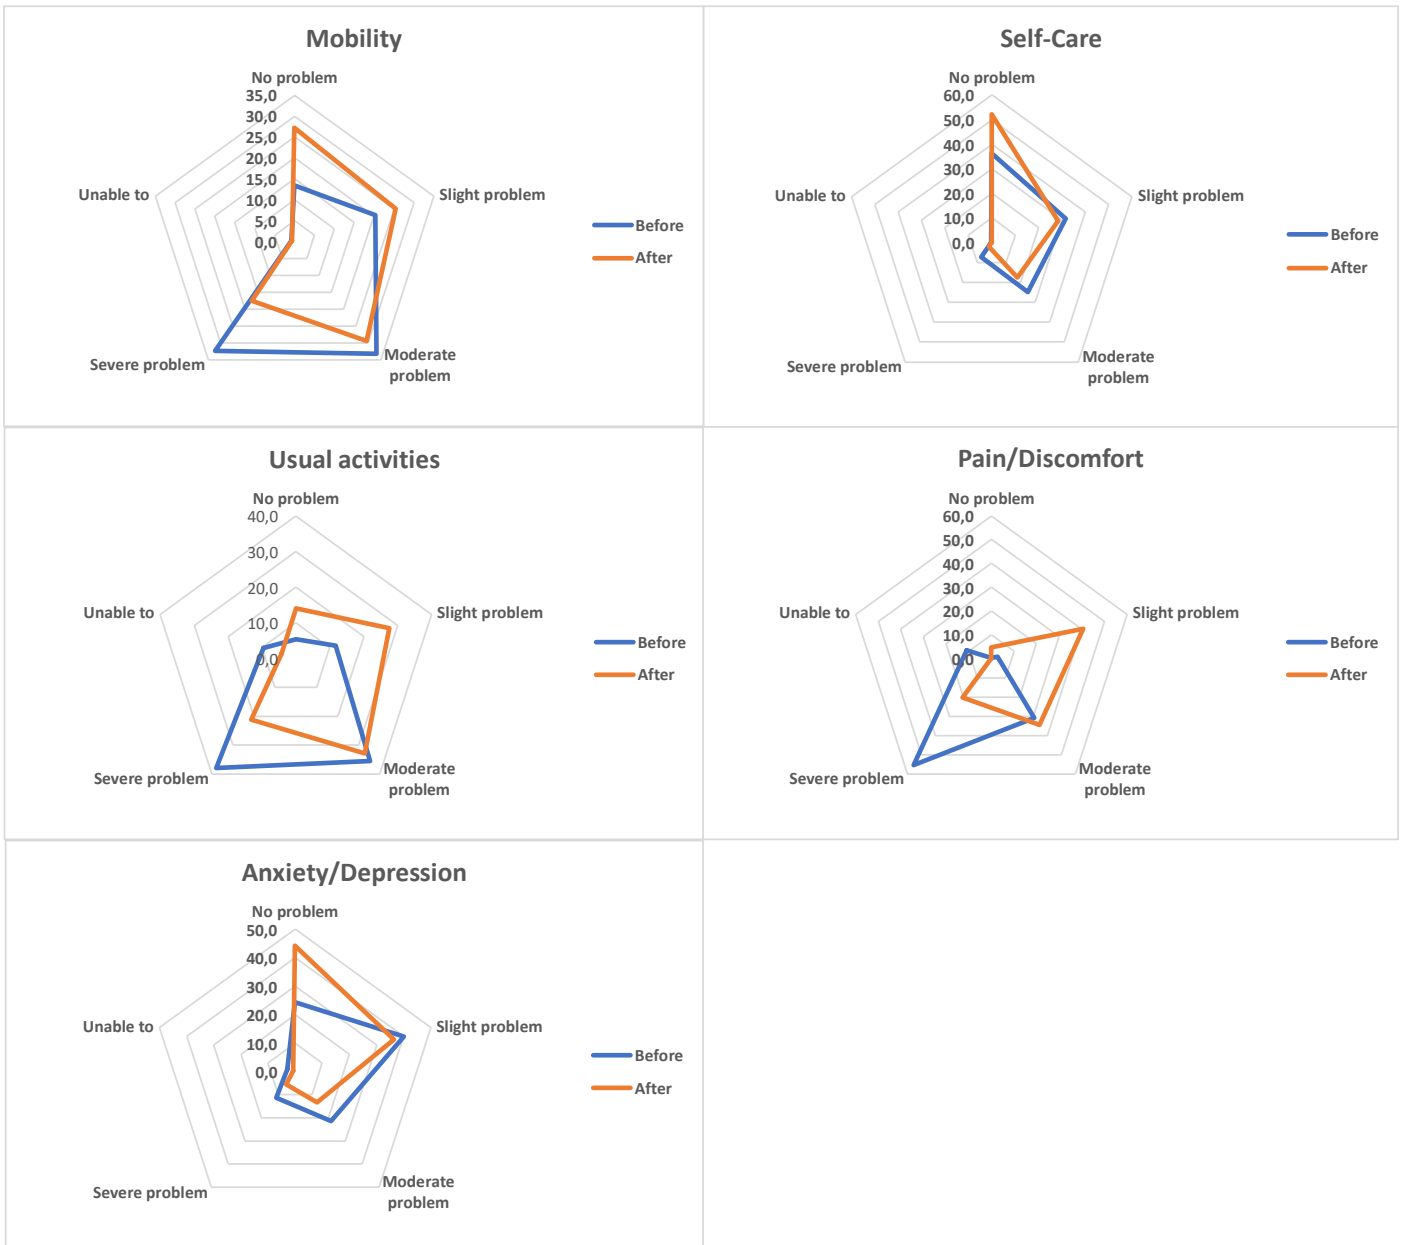 Mobility
No problem
35,0
30,0
25,0
20,0
15,0
10,0
5,0
0,0
Unable to
Slight problem
Severe problem
Moderate
problem
Before
After
Self-Care
No problem
60,0
50,0
40,0
30,0
20,0
10,0
0,0
Unable to
Slight problem
Severe problem
Moderate
problem
Before
After
Usual activities
No problem
40,0
30,0
20,0
10,0
0,0
Unable to
Slight problem
Severe problem
Moderate
problem
Before
After
Pain/Discomfort
No problem
60,0
50,0
40,0
30,0
20,0
10,0
0,0
Unable to
Slight problem
Severe problem
Moderate
problem
Before
After
Anxiety/Depression
No problem
50,0
40,0
30,0
20,0
10,0
0,0
Unable to
Slight problem
Severe problem
Moderate
problem
Before
After